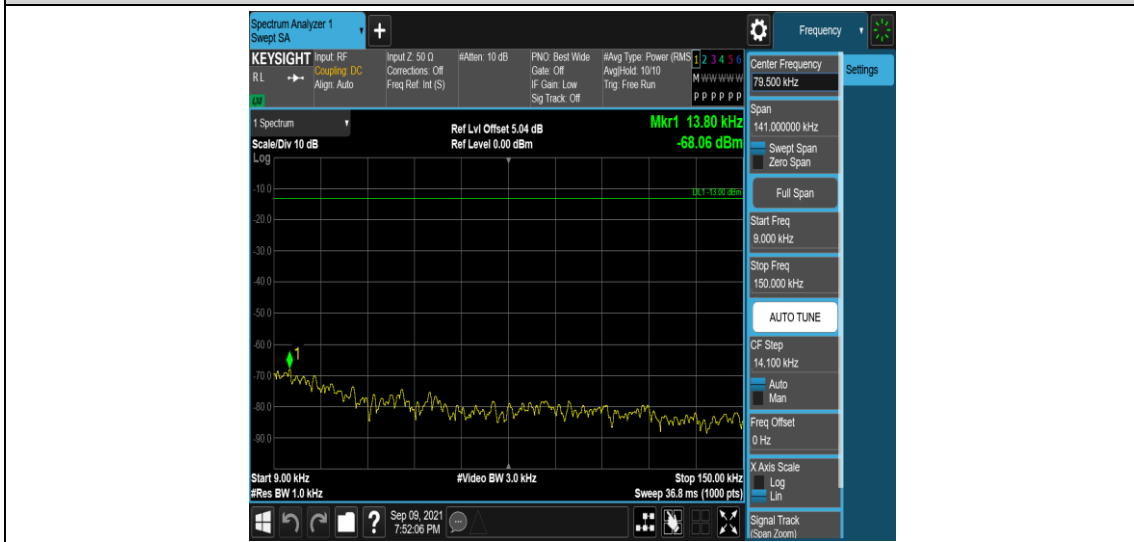 Spectrum Analyzer 1
Swept SA
+
Frequency
KEYSIGHT
RL
LXI
Input: RF
Coupling: DC
Align: Auto
Input Z: 50 Ω
Corrections: Off
Freq Ref: Int (S)
#Atten: 10 dB
PNO: Best Wide
Gate: Off
IF Gain: Low
Sig Track: Off
#Avg Type: Power (RMS
Avg|Hold: 10/10
Trig: Free Run
1 2 3 4 5 6
M W W W W W
P P P P P P
1 Spectrum
Scale/Div 10 dB
Log
Ref Lvl Offset 5.04 dB
Ref Level 0.00 dBm
Mkr1 13.80 kHz
-68.06 dBm
DL1 -13.00 dBm
-10.0
-20.0
-30.0
-40.0
-50.0
-60.0
-70.0
-80.0
-90.0
1
Start 9.00 kHz
#Res BW 1.0 kHz
#Video BW 3.0 kHz
Stop 150.00 kHz
Sweep 36.8 ms (1000 pts)
Center Frequency
79.500 kHz
Settings
Span
141.000000 kHz
Swept Span
Zero Span
Full Span
Start Freq
9.000 kHz
Stop Freq
150.000 kHz
AUTO TUNE
CF Step
14.100 kHz
Auto
Man
Freq Offset
0 Hz
X Axis Scale
Log
Lin
Signal Track
(Span Zoom)
?
Sep 09, 2021
7:52:06 PM